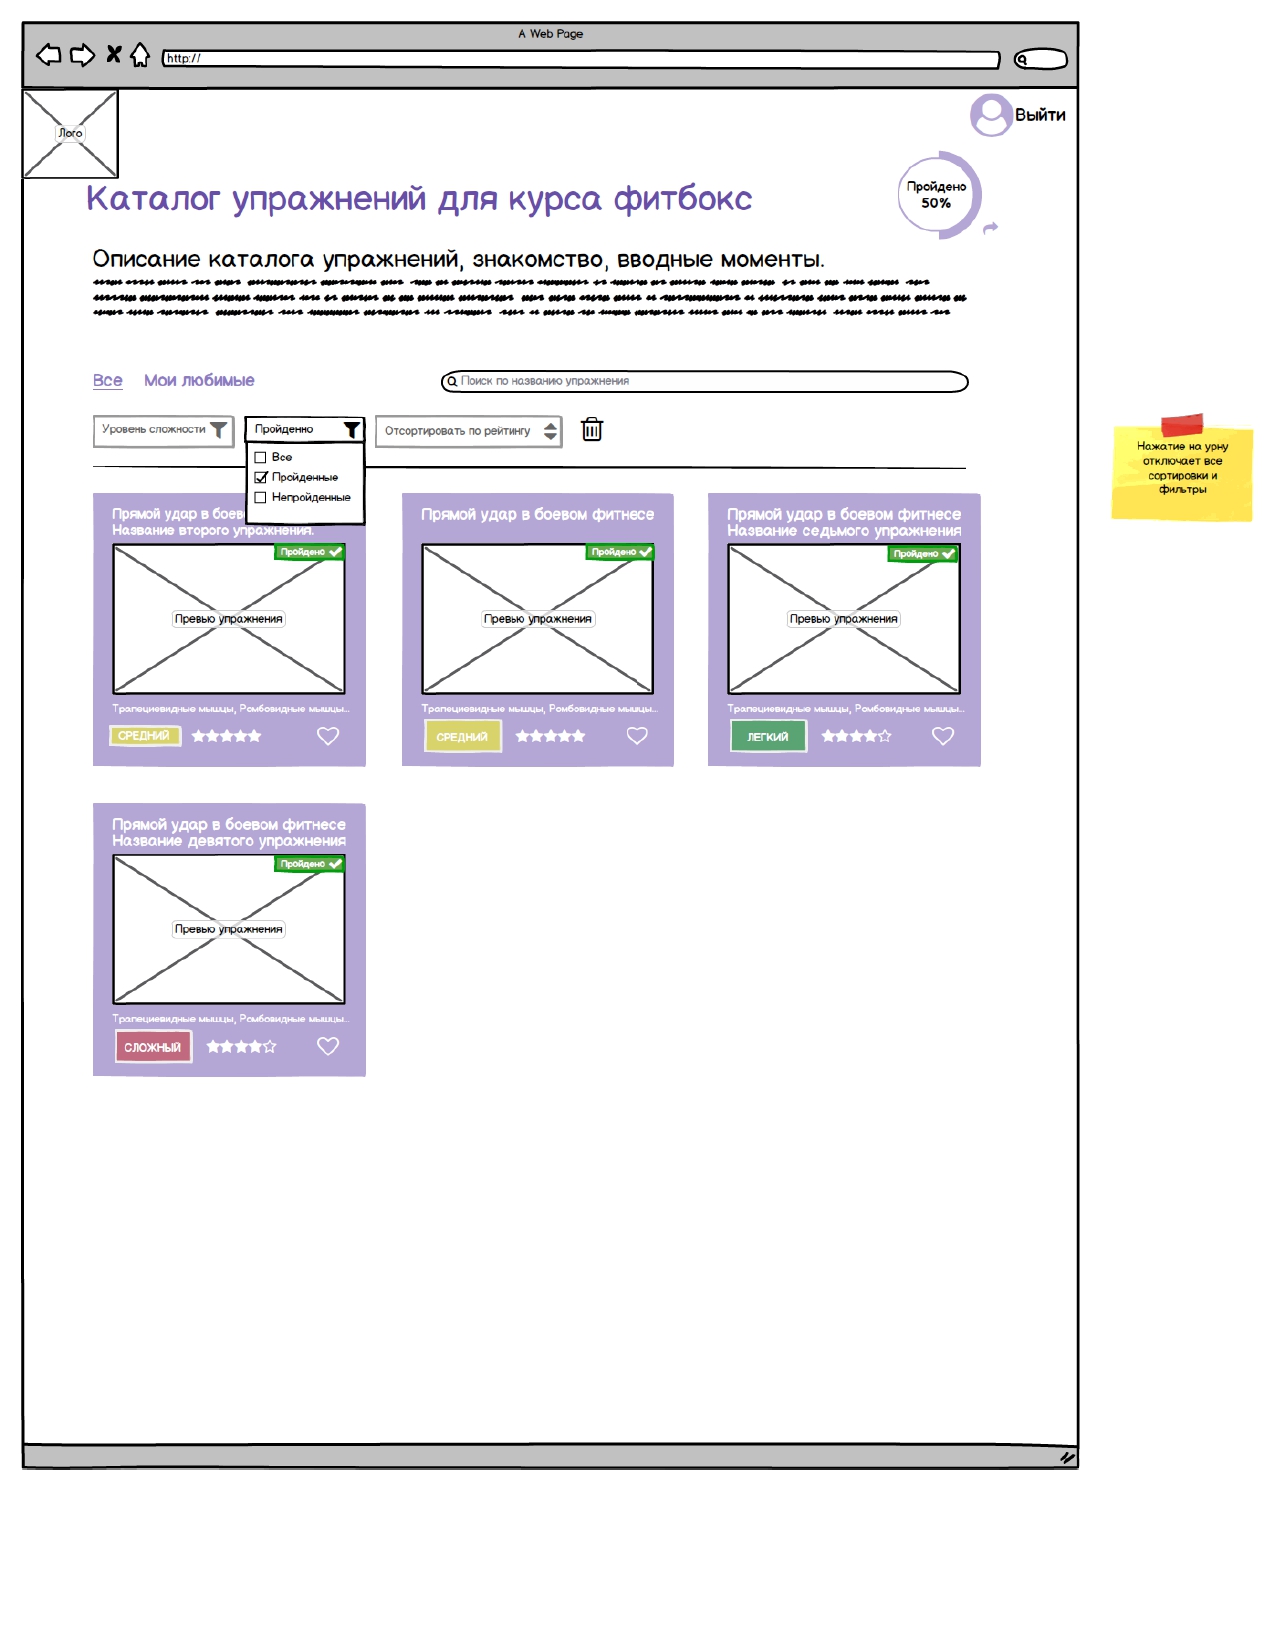 A Web Page
http://
Лого
Выйти
Пройдено
50%
Каталог упражнений для курса фитбокс
Описание каталога упражнений, знакомство, вводные моменты.
Все
Мои любимые
Поиск по названию упражнения
Уровень сложности
Пройденно
Отсортировать по рейтингу
Все
Пройденные
Непройденные
Нажатие на урну
отключает все
сортировки и
фильтры
Прямой удар в боев
Название второго упражнения.
Пройдено
Превью упражнения
Трапециевидные мышцы, Ромбовидные мышцы...
СРЕДНИЙ
Прямой удар в боевом фитнесе
Пройдено
Превью упражнения
Трапециевидные мышцы, Ромбовидные мышцы...
СРЕДНИЙ
Прямой удар в боевом фитнесе
Название седьмого упражнения
Пройдено
Превью упражнения
Трапециевидные мышцы, Ромбовидные мышцы...
ЛЕГКИЙ
Прямой удар в боевом фитнесе
Название девятого упражнения
Пройдено
Превью упражнения
Трапециевидные мышцы, Ромбовидные мышцы...
СЛОЖНЫЙ